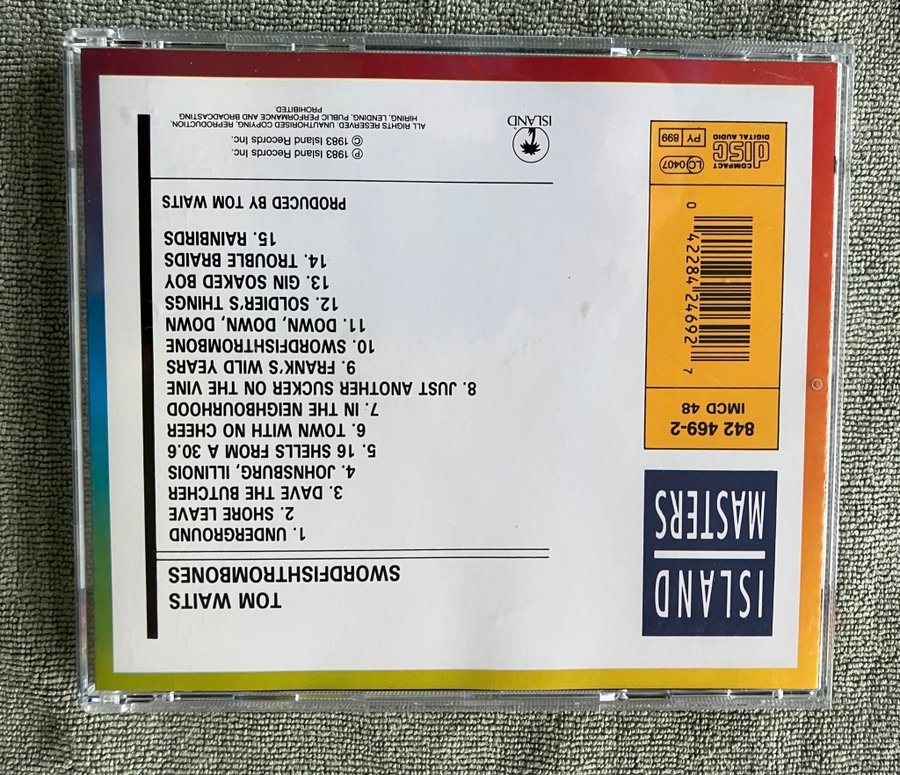 ISLAND
MASTERS
842 469-2
IMCD 48
0 42284 24692 7
LC 0407
PY 899
COMPACT
disc
DIGITAL AUDIO
TOM WAITS
SWORDFISHTROMBONES
1. UNDERGROUND
2. SHORE LEAVE
3. DAVE THE BUTCHER
4. JOHNSBURG, ILLINOIS
5. 16 SHELLS FROM A 30.6
6. TOWN WITH NO CHEER
7. IN THE NEIGHBOURHOOD
8. JUST ANOTHER SUCKER ON THE VINE
9. FRANK'S WILD YEARS
10. SWORDFISHTROMBONE
11. DOWN, DOWN, DOWN
12. SOLDIER'S THINGS
13. GIN SOAKED BOY
14. TROUBLE BRAIDS
15. RAINBIRDS
PRODUCED BY TOM WAITS
ISLAND
℗ 1983 Island Records Inc.
© 1983 Island Records Inc.
ALL RIGHTS RESERVED. UNAUTHORISED COPYING, REPRODUCTION,
HIRING, LENDING, PUBLIC PERFORMANCE AND BROADCASTING
PROHIBITED